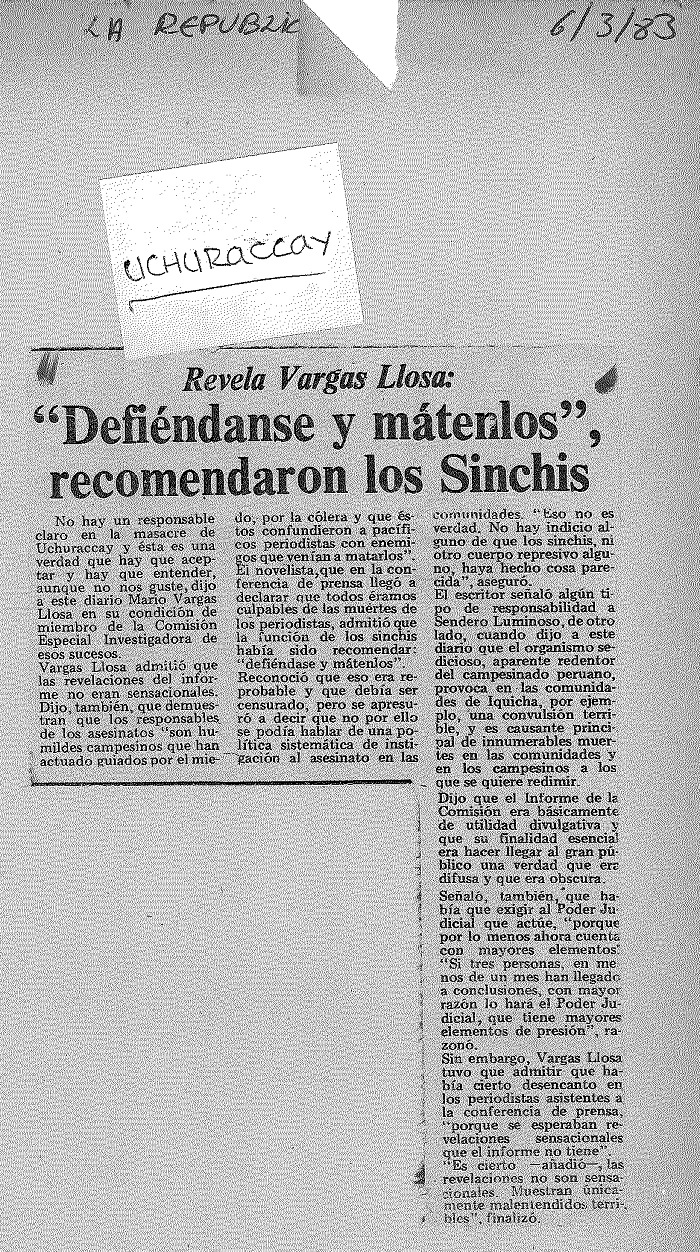 LA REPUBLIC
6/3/83
UCHURACCAY
Revela Vargas Llosa:
“Defiéndanse y mátenlos”,
recomendaron los Sinchis
No hay un responsable
claro en la masacre de
Uchuraccay y ésta es una
verdad que hay que acep-
tar y hay que entender,
aunque no nos guste, dijo
a este diario Mario Vargas
Llosa en su condición de
miembro de la Comisión
Especial Investigadora de
esos sucesos.
Vargas Llosa admitió que
las revelaciones del infor-
me no eran sensacionales.
Dijo, también, que demues-
tran que los responsables
de los asesinatos “son hu-
mildes campesinos que han
actuado guiados por el mie-
do, por la cólera y que és-
tos confundieron a pacífi-
cos periodistas con enemi-
gos que venían a matarlos”.
El novelista, que en la con-
ferencia de prensa llegó a
declarar que todos éramos
culpables de las muertes de
los periodistas, admitió que
la función de los sinchis
había sido recomendar:
“defiéndase y mátenlos”.
Reconoció que eso era re-
probable y que debía ser
censurado, pero se apresu-
ró a decir que no por ello
se podía hablar de una po-
lítica sistemática de insti-
gación al asesinato en las
comunidades. “Eso no es
verdad. No hay indicio al-
guno de que los sinchis, ni
otro cuerpo represivo algu-
no, haya hecho cosa pare-
cida”, aseguró.
El escritor señaló algún ti-
po de responsabilidad a
Sendero Luminoso, de otro
lado, cuando dijo a este
diario que el organismo se-
dicioso, aparente redentor
del campesinado peruano,
provoca en las comunida-
des de Iquicha, por ejem-
plo, una convulsión terri-
ble, y es causante princi-
pal de innumerables muer-
tes en las comunidades y
en los campesinos a los
que se quiere redimir.
Dijo que el Informe de la
Comisión era básicamente
de utilidad divulgativa y
que su finalidad esencial
era hacer llegar al gran pú-
blico una verdad que era
difusa y que era obscura.
Señaló, también, que ha-
bía que exigir al Poder Ju-
dicial que actúe, “porque
por lo menos ahora cuenta
con mayores elementos.
“Si tres personas, en me
nos de un mes han llegado
a conclusiones, con mayor
razón lo hará el Poder Ju-
dicial, que tiene mayores
elementos de presión”, ra-
zonó.
Sin embargo, Vargas Llosa
tuvo que admitir que ha-
bía cierto desencanto en
los periodistas asistentes a
la conferencia de prensa,
“porque se esperaban re-
velaciones sensacionales
que el informe no tiene”.
“Es cierto —añadió—, las
revelaciones no son sensa-
cionales. Muestran única-
mente malentendidos terri-
bles”, finalizó.